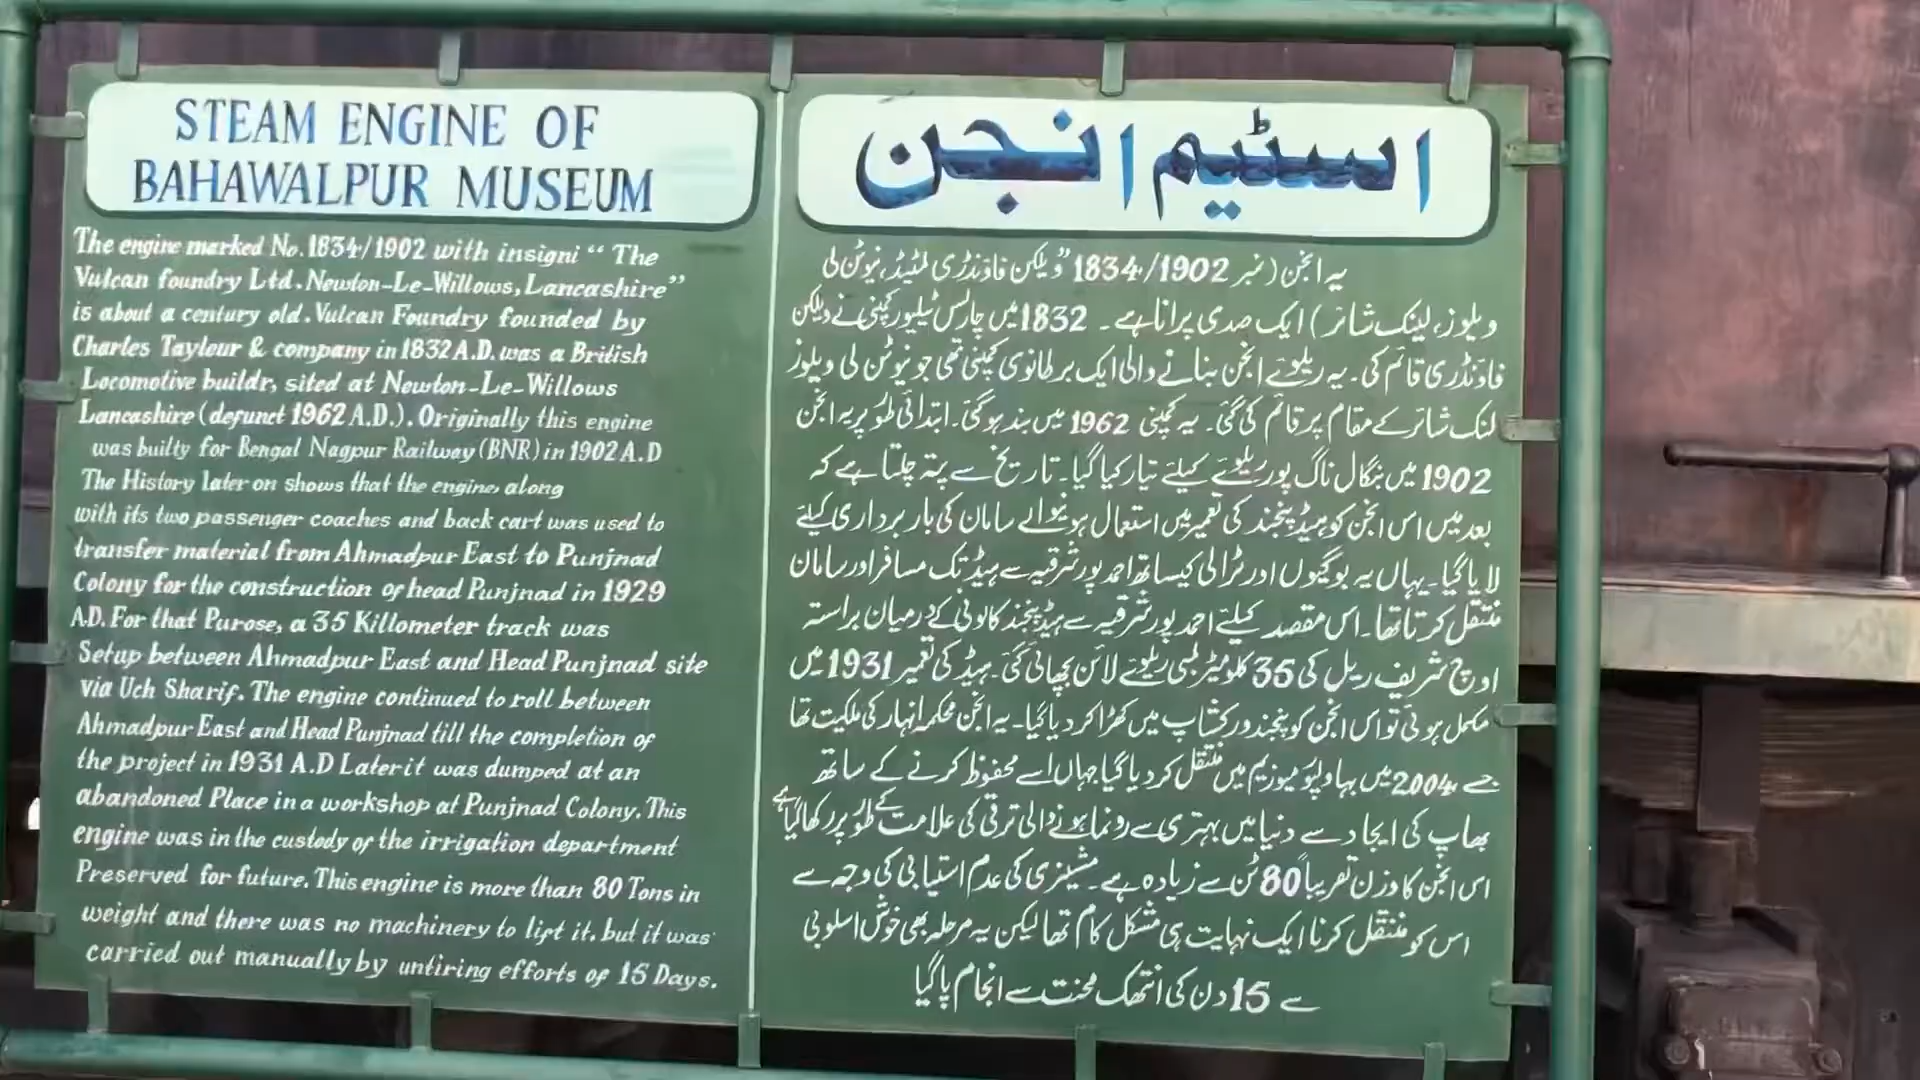 STEAM ENGINE OF
BAHAWALPUR MUSEUM
The engine marked No. 1834/1902 with insigni “ The
Vulcan foundry Ltd. Newton-Le-Willows, Lancashire”
is about a century old. Vulcan Foundry founded by
Charles Taylour & company in 1832 A.D. was a British
Locomotive buildr, sited at Newton-Le-Willows
Lancashire (defunct 1962 A.D.). Originally this engine
was builty for Bengal Nagpur Railway (BNR) in 1902 A.D
The History later on shows that the engine, along
with its two passenger coaches and back cart was used to
transfer material from Ahmadpur East to Punjnad
Colony for the construction of head Punjnad in 1929
A.D. For that Purose, a 35 Killometer track was
Setup between Ahmadpur East and Head Punjnad site
via Uch Sharif. The engine continued to roll between
Ahmadpur East and Head Punjnad till the completion of
the project in 1931 A.D Later it was dumped at an
abandoned Place in a workshop at Punjnad Colony. This
engine was in the custody of the irrigation department
Preserved for future. This engine is more than 80 Tons in
weight and there was no machinery to lift it. but it was
carried out manually by untiring efforts of 15 Days.
اسٹیم انجن
یہ انجن (نمبر 1834/1902 "ویلکن فاؤنڈری لمٹیڈ، نیوٹن لی
ویلوز، لینک شائر) ایک صدی پرانا ہے ۔ 1832 میں چارلس ٹیلیور کمپنی نے ویلکن
فاؤنڈری قائم کی۔ یہ ریلوے انجن بنانے والی ایک برطانوی کمپنی تھی جو نیوٹن لی ویلوز
لنک شائر کے مقام پر قائم کی گئی۔ یہ کمپنی 1962 میں بند ہوگئی۔ ابتدائی طور پر یہ انجن
1902 میں بنگال ناگ پور ریلوے کیلئے تیار کیا گیا۔ تاریخ سے پتہ چلتا ہے کہ
بعد میں اس انجن کو ہیڈ پنجند کی تعمیر میں استعمال ہونیوالے سامان کی بار برداری کیلئے
لایا گیا۔ یہاں یہ بوگیوں اور ٹرالی کیساتھ احمد پور شرقیہ سے ہیڈ تک مسافر اور سامان
منتقل کرتا تھا۔ اس مقصد کیلئے احمد پور شرقیہ سے ہیڈ پنجند کالونی کے درمیان براستہ
اوچ شریف ریل کی 35 کلومیٹر لمبی ریلوے لائن بچھائی گئی۔ ہیڈ کی تعمیر 1931 میں
مکمل ہوئی تو اس انجن کو پنجند ورکشاپ میں کھڑا کر دیا گیا۔ یہ انجن محکمہ انہار کی ملکیت تھا
جسے 2004ء میں بہاولپور میوزیم میں منتقل کر دیا گیا جہاں اسے محفوظ کرنے کے ساتھ
بھاپ کی ایجاد سے دنیا میں بہتری سے رونما ہونے والی ترقی کی علامت کے طور پر رکھا گیا ہے
اس انجن کا وزن تقریباً 80 ٹن سے زیادہ ہے۔ مشینری کی عدم دستیابی کی وجہ سے
اس کو منتقل کرنا ایک نہایت ہی مشکل کام تھا لیکن یہ مرحلہ بھی خوش اسلوبی
سے 15 دن کی انتھک محنت سے انجام پا گیا